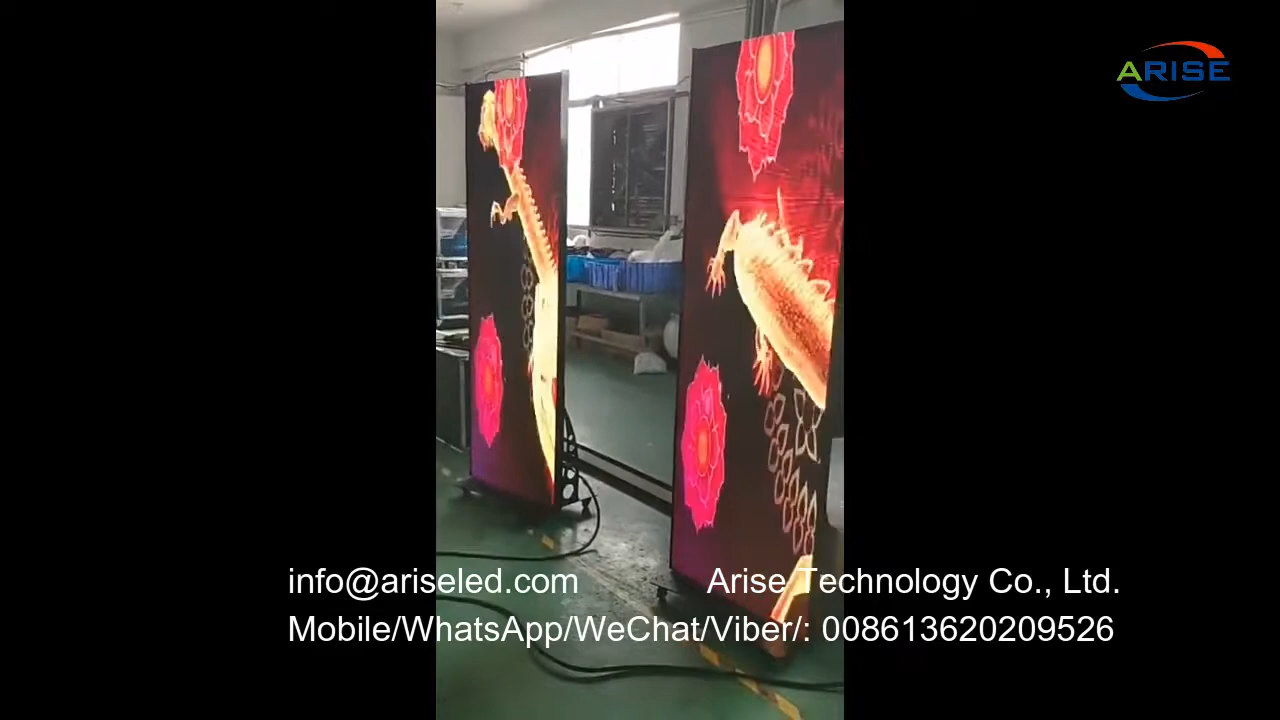 ARISE
info@ariseled.com Arise Technology Co., Ltd.
Mobile/WhatsApp/WeChat/Viber/: 008613620209526